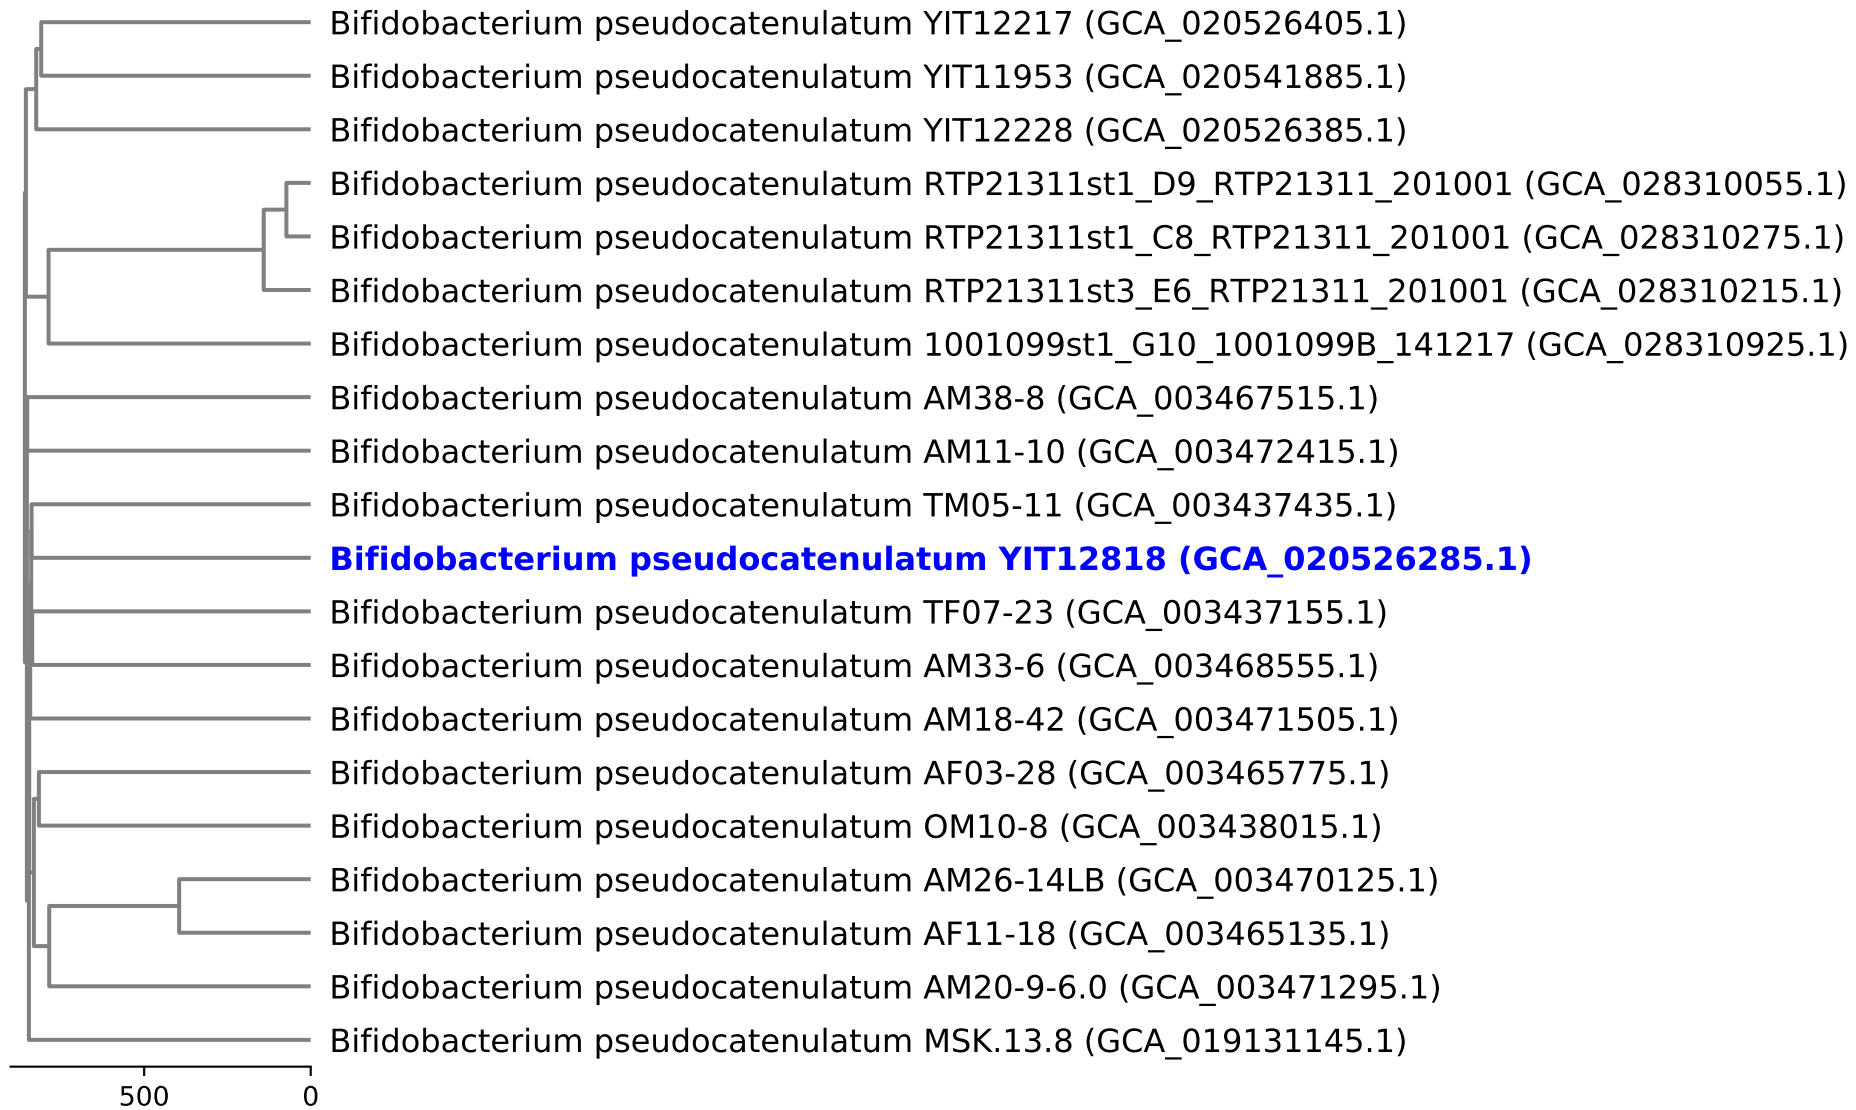 Bifidobacterium pseudocatenulatum YIT12217 (GCA_020526405.1)
Bifidobacterium pseudocatenulatum YIT11953 (GCA_020541885.1)
Bifidobacterium pseudocatenulatum YIT12228 (GCA_020526385.1)
Bifidobacterium pseudocatenulatum RTP21311st1_D9_RTP21311_201001 (GCA_028310055.1)
Bifidobacterium pseudocatenulatum RTP21311st1_C8_RTP21311_201001 (GCA_028310275.1)
Bifidobacterium pseudocatenulatum RTP21311st3_E6_RTP21311_201001 (GCA_028310215.1)
Bifidobacterium pseudocatenulatum 1001099st1_G10_1001099B_141217 (GCA_028310925.1)
Bifidobacterium pseudocatenulatum AM38-8 (GCA_003467515.1)
Bifidobacterium pseudocatenulatum AM11-10 (GCA_003472415.1)
Bifidobacterium pseudocatenulatum TM05-11 (GCA_003437435.1)
Bifidobacterium pseudocatenulatum YIT12818 (GCA_020526285.1)
Bifidobacterium pseudocatenulatum TF07-23 (GCA_003437155.1)
Bifidobacterium pseudocatenulatum AM33-6 (GCA_003468555.1)
Bifidobacterium pseudocatenulatum AM18-42 (GCA_003471505.1)
Bifidobacterium pseudocatenulatum AF03-28 (GCA_003465775.1)
Bifidobacterium pseudocatenulatum OM10-8 (GCA_003438015.1)
Bifidobacterium pseudocatenulatum AM26-14LB (GCA_003470125.1)
Bifidobacterium pseudocatenulatum AF11-18 (GCA_003465135.1)
Bifidobacterium pseudocatenulatum AM20-9-6.0 (GCA_003471295.1)
Bifidobacterium pseudocatenulatum MSK.13.8 (GCA_019131145.1)
500 0